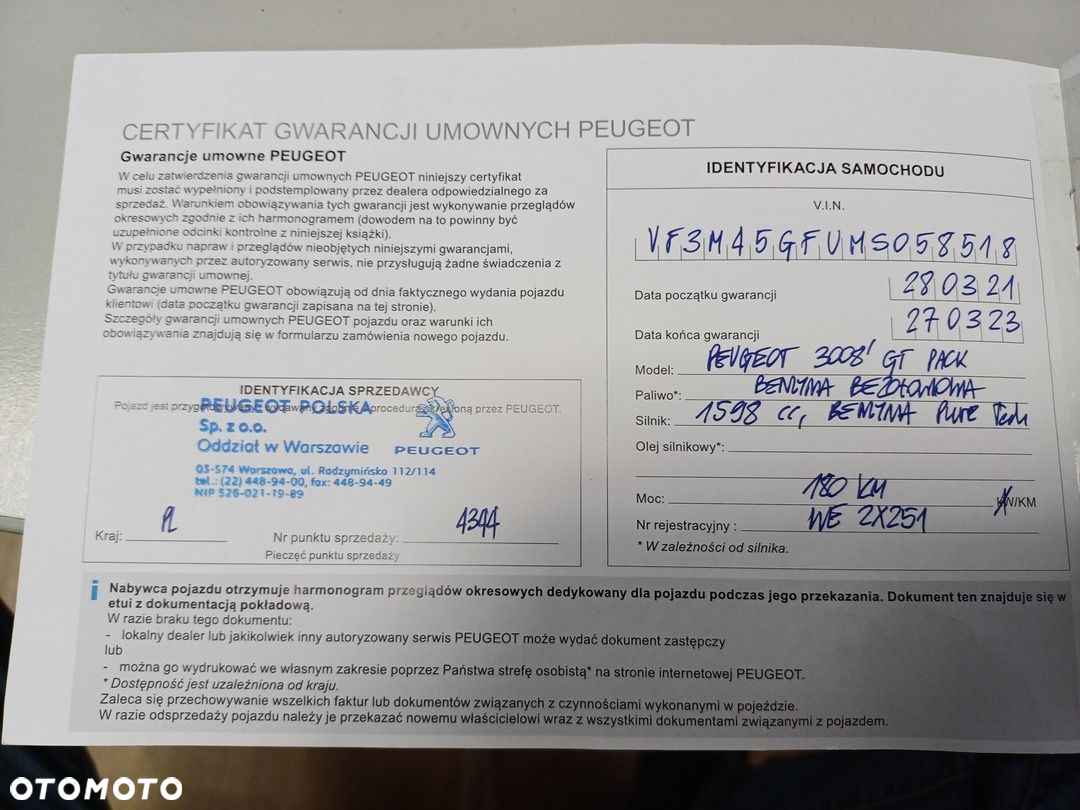 CERTYFIKAT GWARANCJI UMOWNYCH PEUGEOT
Gwarancje umowne PEUGEOT
W celu zatwierdzenia gwarancji umownych PEUGEOT niniejszy certyfikat
musi zostać wypełniony i podstemplowany przez dealera odpowiedzialnego za
sprzedaż. Warunkiem obowiązywania tych gwarancji jest wykonywanie przeglądów
okresowych zgodnie z ich harmonogramem (dowodem na to powinny być
uzupełnione odcinki kontrolne z niniejszej książki).
W przypadku napraw i przeglądów nieobjętych niniejszymi gwarancjami,
wykonywanych przez autoryzowany serwis, nie przysługują żadne świadczenia z
tytułu gwarancji umownej.
Gwarancje umowne PEUGEOT obowiązują od dnia faktycznego wydania pojazdu
klientowi (data początku gwarancji zapisana na tej stronie).
Szczegóły gwarancji umownych PEUGEOT pojazdu oraz warunki ich
obowiązywania znajdują się w formularzu zamówienia nowego pojazdu.
IDENTYFIKACJA SPRZEDAWCY
Pojazd jest wydawany zgodnie z procedurą przez PEUGEOT.
PEUGEOT POLSKA
Sp. z o.o.
Oddział w Warszawie
PEUGEOT
03-574 Warszawa, ul. Radzymińska 112/114
tel.: (22) 448-94-00, fax: 448-94-49
NIP 526-021-19-89
Kraj: PL Nr punktu sprzedaży: 4344
Pieczęć punktu sprzedaży
IDENTYFIKACJA SAMOCHODU
V.I.N.
VF3M45GFUMS058518
Data początku gwarancji 280321
Data końca gwarancji 270323
Model: PEUGEOT 3008' GT PACK
Paliwo*: BENZYNA BEZOŁOWIOWA
Silnik: 1598 cc, BENZYNA Pure Tech
Olej silnikowy*:
Moc: 180 KM kW/KM
Nr rejestracyjny : WE 2X251
* W zależności od silnika.
i Nabywca pojazdu otrzymuje harmonogram przeglądów okresowych dedykowany dla pojazdu podczas jego przekazania. Dokument ten znajduje się w
etui z dokumentacją pokładową.
W razie braku tego dokumentu:
- lokalny dealer lub jakikolwiek inny autoryzowany serwis PEUGEOT może wydać dokument zastępczy
lub
- można go wydrukować we własnym zakresie poprzez Państwa strefę osobistą* na stronie internetowej PEUGEOT.
* Dostępność jest uzależniona od kraju.
Zaleca się przechowywanie wszelkich faktur lub dokumentów związanych z czynnościami wykonanymi w pojeździe.
W razie odsprzedaży pojazdu należy je przekazać nowemu właścicielowi wraz z wszystkimi dokumentami związanymi z pojazdem.
OTOMOTO